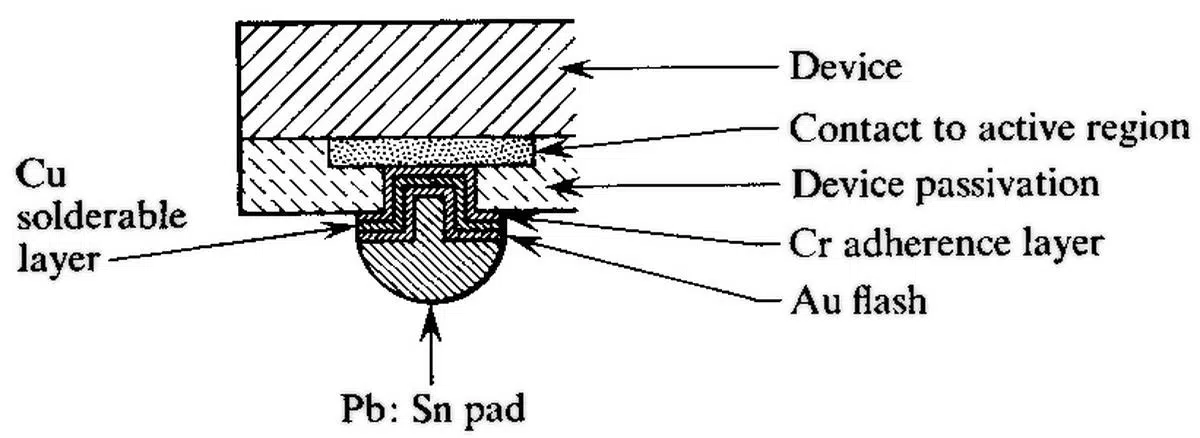 Device
Contact to active region
Cu
solderable
layer
Device passivation
Cr adherence layer
Au flash
Pb: Sn pad